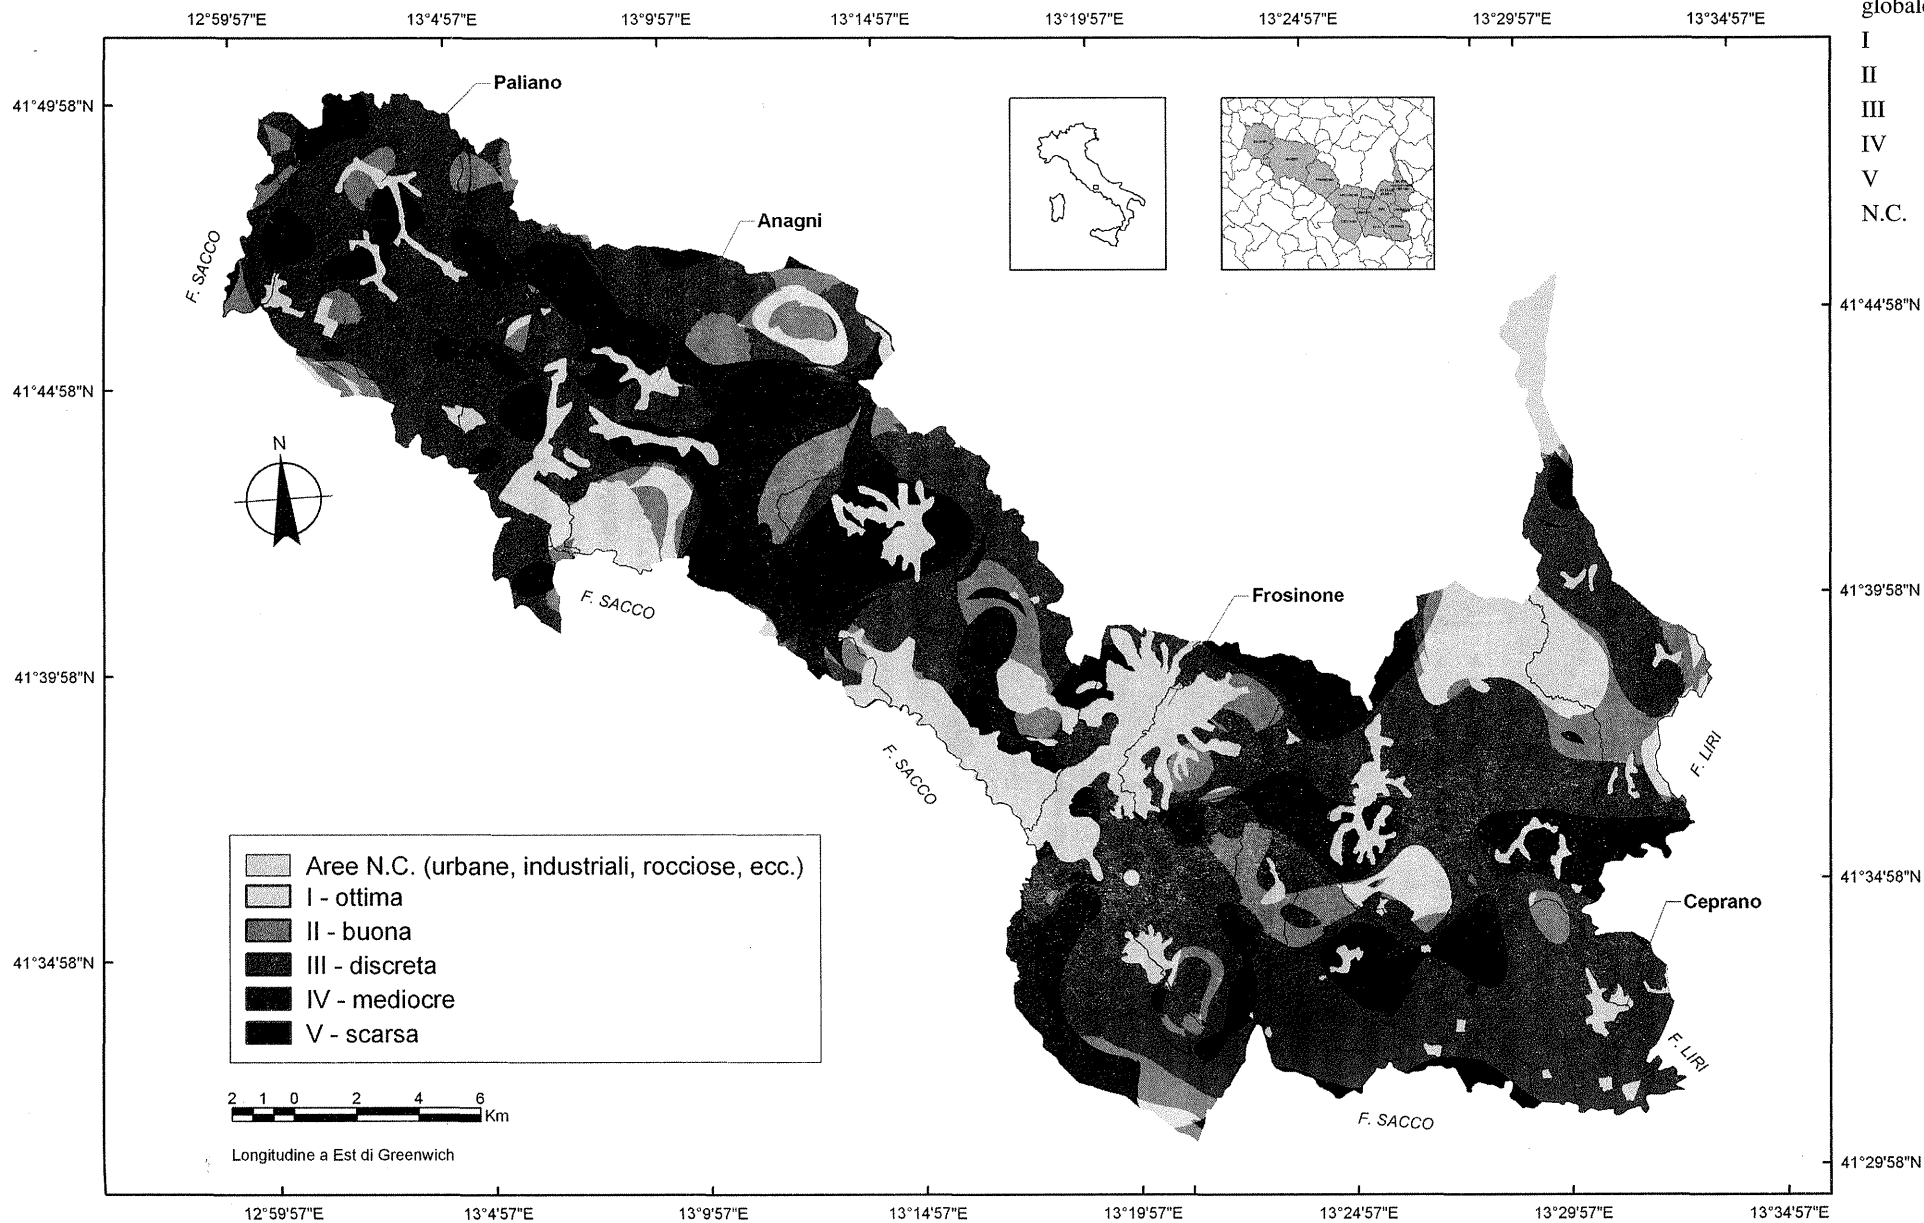 12°59'57"E 13°4'57"E 13°9'57"E 13°14'57"E 13°19'57"E 13°24'57"E 13°29'57"E 13°34'57"E
globale
I
II
III
IV
V
N.C.
41°49'58"N
41°44'58"N
41°39'58"N
41°34'58"N
41°44'58"N
41°39'58"N
41°34'58"N
41°29'58"N
Paliano
Anagni
F. SACCO
N
F. SACCO
Frosinone
F. SACCO
F. LIRI
Ceprano
F. LIRI
F. SACCO
Aree N.C. (urbane, industriali, rocciose, ecc.)
I - ottima
II - buona
III - discreta
IV - mediocre
V - scarsa
2 1 0 2 4 6
Km
Longitudine a Est di Greenwich
12°59'57"E 13°4'57"E 13°9'57"E 13°14'57"E 13°19'57"E 13°24'57"E 13°29'57"E 13°34'57"E